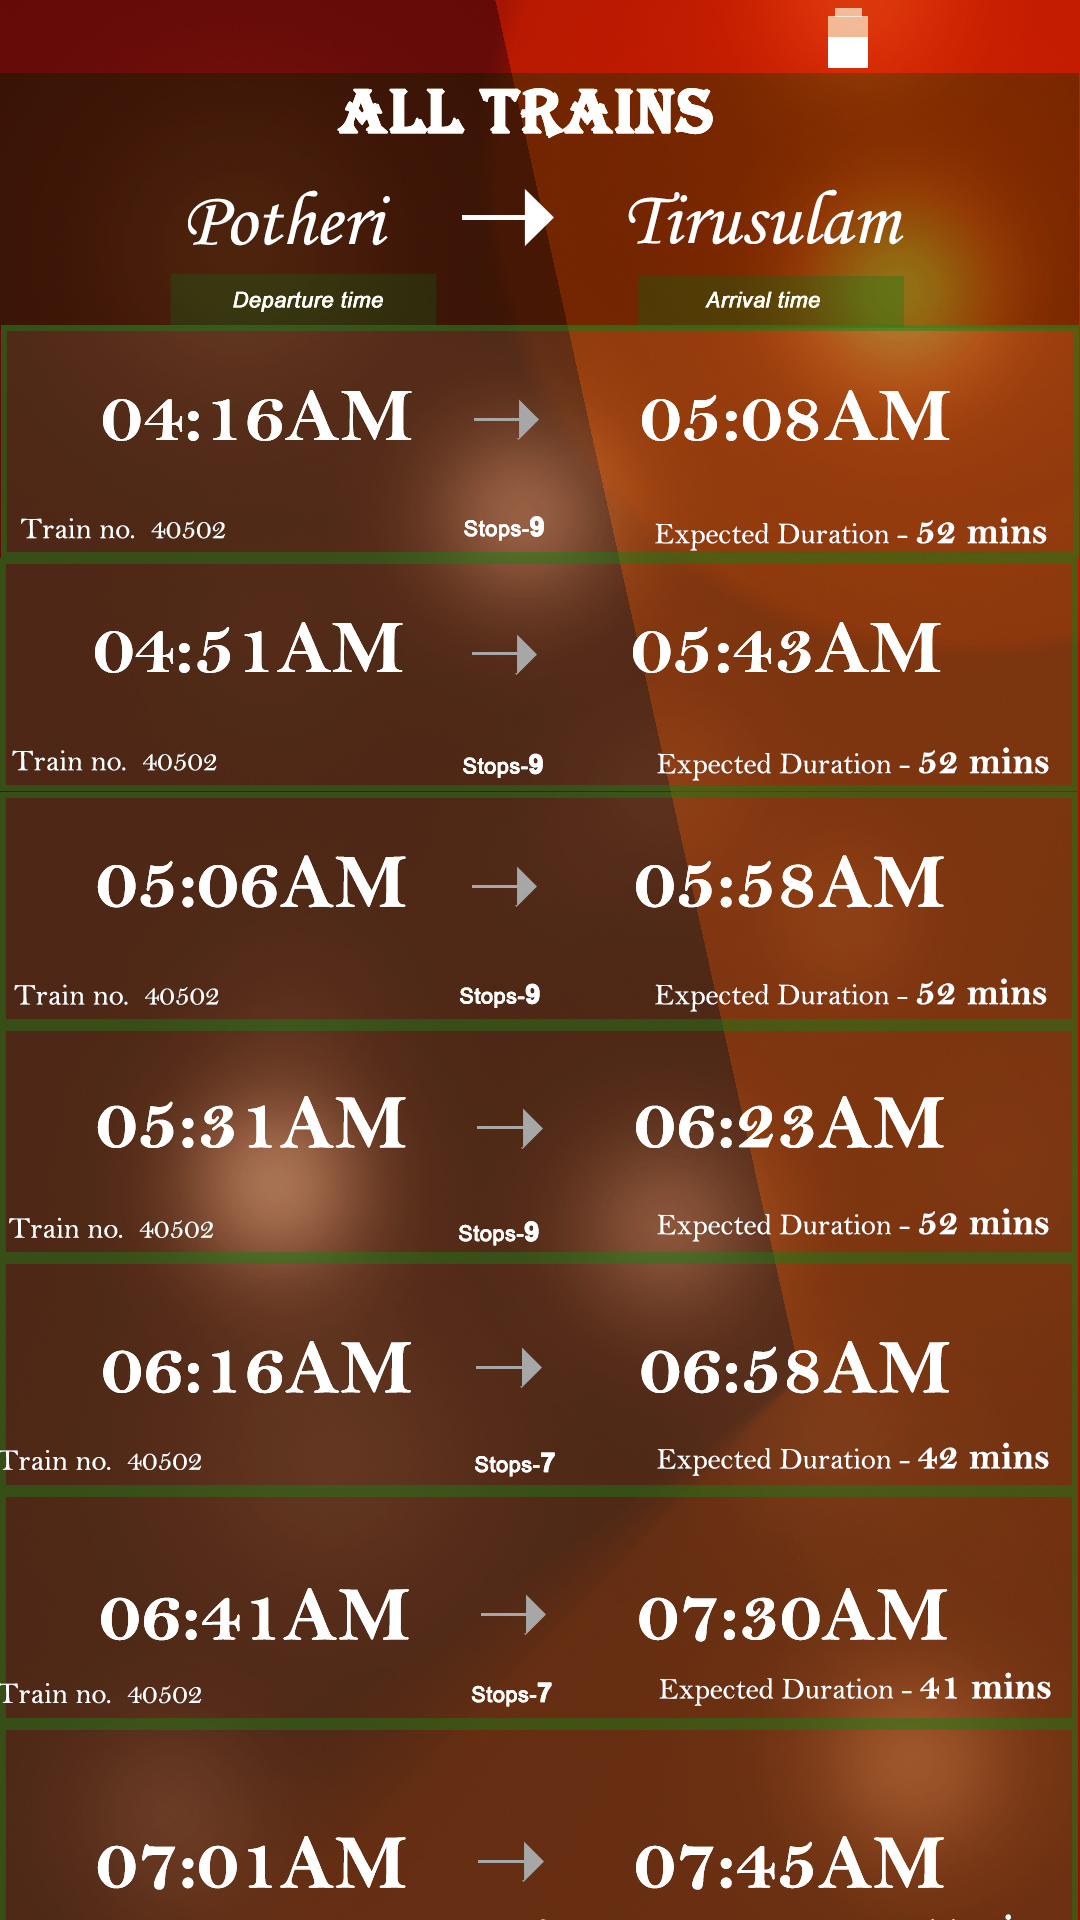 ALL TRAINS
Potheri → Tirusulam
Departure time Arrival time
04:16AM → 05:08AM
Train no. 40502 Stops-9 Expected Duration - 52 mins
04:51AM → 05:43AM
Train no. 40502 Stops-9 Expected Duration - 52 mins
05:06AM → 05:58AM
Train no. 40502 Stops-9 Expected Duration - 52 mins
05:31AM → 06:23AM
Train no. 40502 Stops-9 Expected Duration - 52 mins
06:16AM → 06:58AM
Train no. 40502 Stops-7 Expected Duration - 42 mins
06:41AM → 07:30AM
Train no. 40502 Stops-7 Expected Duration - 41 mins
07:01AM → 07:45AM